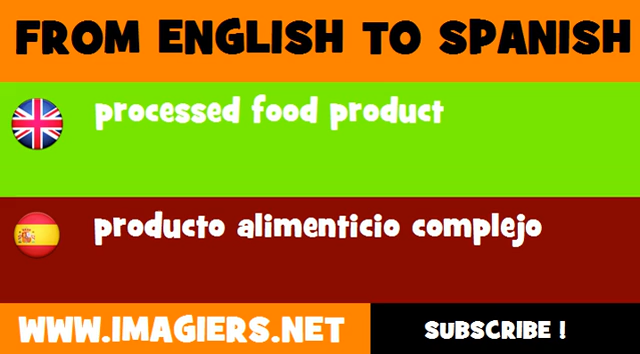 FROM ENGLISH TO SPANISH
processed food product
producto alimenticio complejo
WWW.IMAGIERS.NET
SUBSCRIBE !